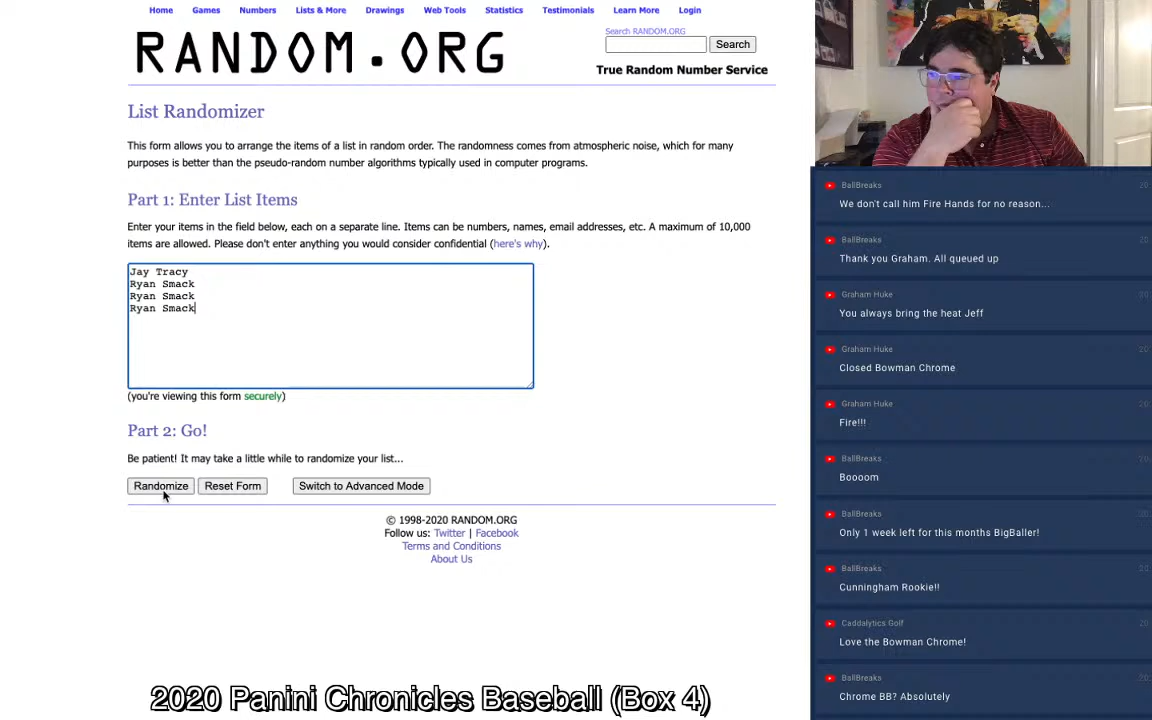 Home Games Numbers Lists & More Drawings Web Tools Statistics Testimonials Learn More Login
RANDOM.ORG
Search RANDOM.ORG
Search
True Random Number Service
List Randomizer
This form allows you to arrange the items of a list in random order. The randomness comes from atmospheric noise, which for many
purposes is better than the pseudo-random number algorithms typically used in computer programs.
Part 1: Enter List Items
Enter your items in the field below, each on a separate line. Items can be numbers, names, email addresses, etc. A maximum of 10,000
items are allowed. Please don't enter anything you would consider confidential (here's why).
Jay Tracy
Ryan Smack
Ryan Smack
Ryan Smack
(you're viewing this form securely)
Part 2: Go!
Be patient! It may take a little while to randomize your list...
Randomize Reset Form Switch to Advanced Mode
© 1998-2020 RANDOM.ORG
Follow us: Twitter | Facebook
Terms and Conditions
About Us
2020 Panini Chronicles Baseball (Box 4)
BallBreaks 20
We don't call him Fire Hands for no reason...
BallBreaks 20
Thank you Graham. All queued up
Graham Huke 20
You always bring the heat Jeff
Graham Huke 20
Closed Bowman Chrome
Graham Huke 20
Fire!!!
BallBreaks 20
Boooom
BallBreaks 20
Only 1 week left for this months BigBaller!
BallBreaks 20
Cunningham Rookie!!
Caddalytics Golf 20
Love the Bowman Chrome!
BallBreaks 20
Chrome BB? Absolutely